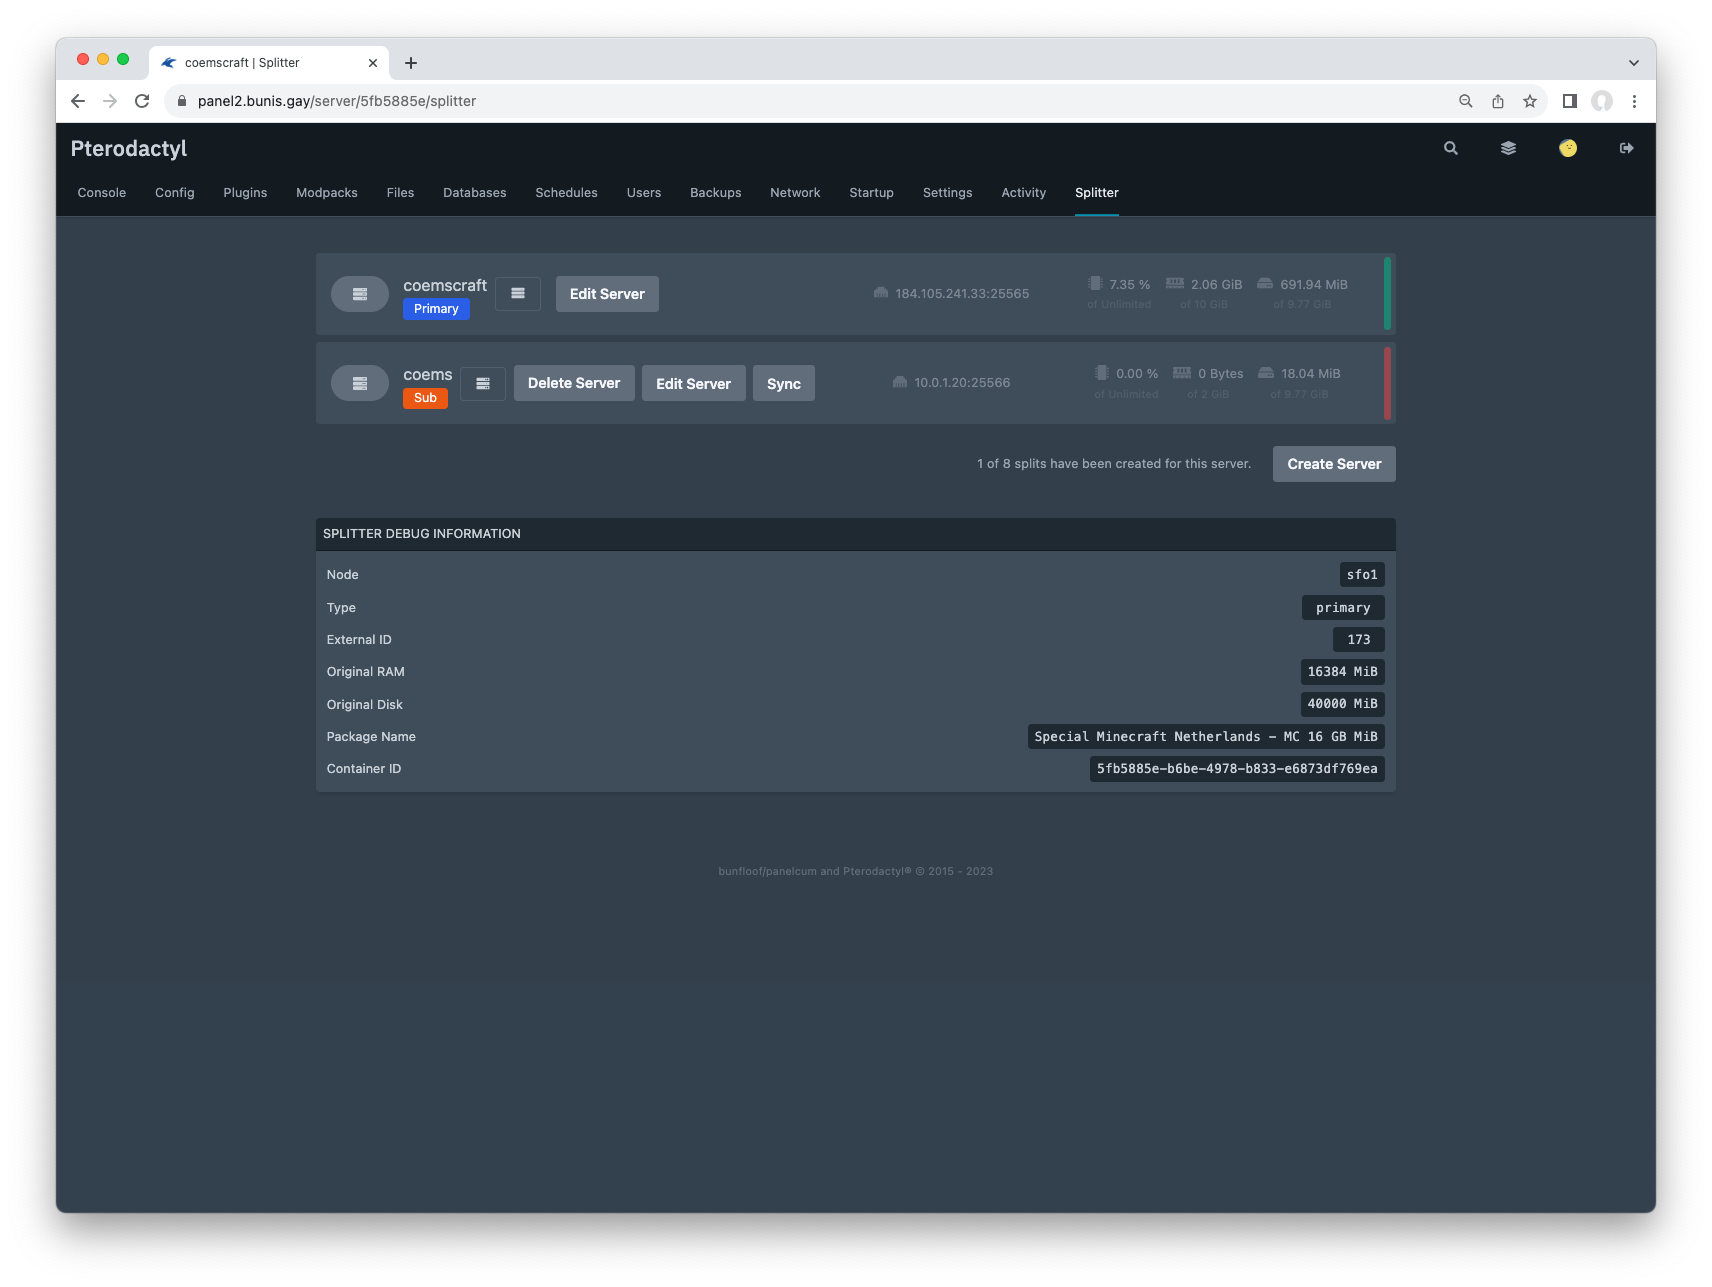 coemscraft | Splitter
panel2.bunis.gay/server/5fb5885e/splitter
Pterodactyl
Console Config Plugins Modpacks Files Databases Schedules Users Backups Network Startup Settings Activity Splitter
coemscraft
Primary
Edit Server
184.105.241.33:25565
7.35 % 2.06 GiB 691.94 MiB
of Unlimited of 10 GiB of 9.77 GiB
coems
Sub
Delete Server Edit Server Sync
10.0.1.20:25566
0.00 % 0 Bytes 18.04 MiB
of Unlimited of 2 GiB of 9.77 GiB
1 of 8 splits have been created for this server. Create Server
SPLITTER DEBUG INFORMATION
Node sfo1
Type primary
External ID 173
Original RAM 16384 MiB
Original Disk 40000 MiB
Package Name Special Minecraft Netherlands - MC 16 GB MiB
Container ID 5fb5885e-b6be-4978-b833-e6873df769ea
bunfloof/panelcum and Pterodactyl® © 2015 - 2023